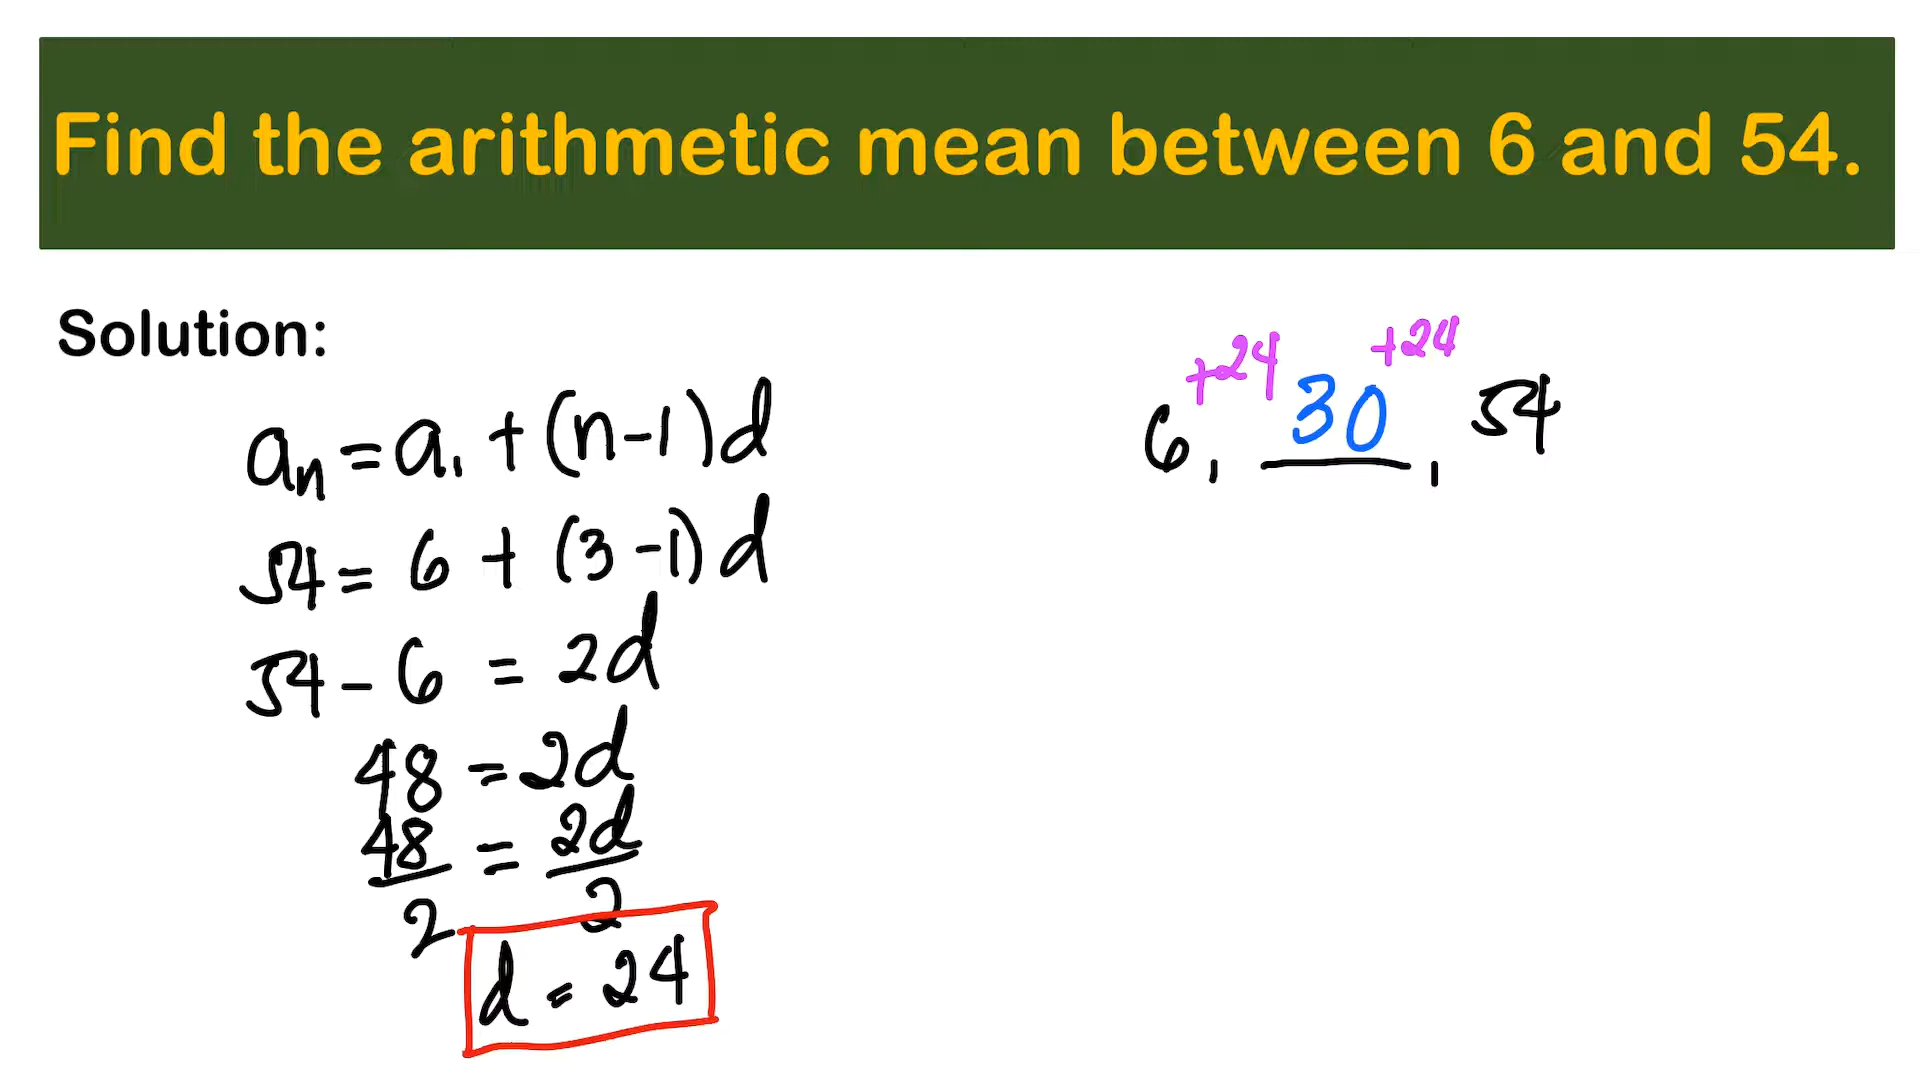 Find the arithmetic mean between 6 and 54.
Solution:
aₙ = a₁ + (n-1)d
54 = 6 + (3-1)d
54 - 6 = 2d
48 = 2d
48/2 = 2d/2
d = 24
+24 +24
6, 30, 54